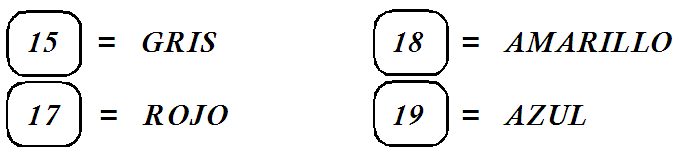 15 = GRIS 18 = AMARILLO
17 = ROJO 19 = AZUL